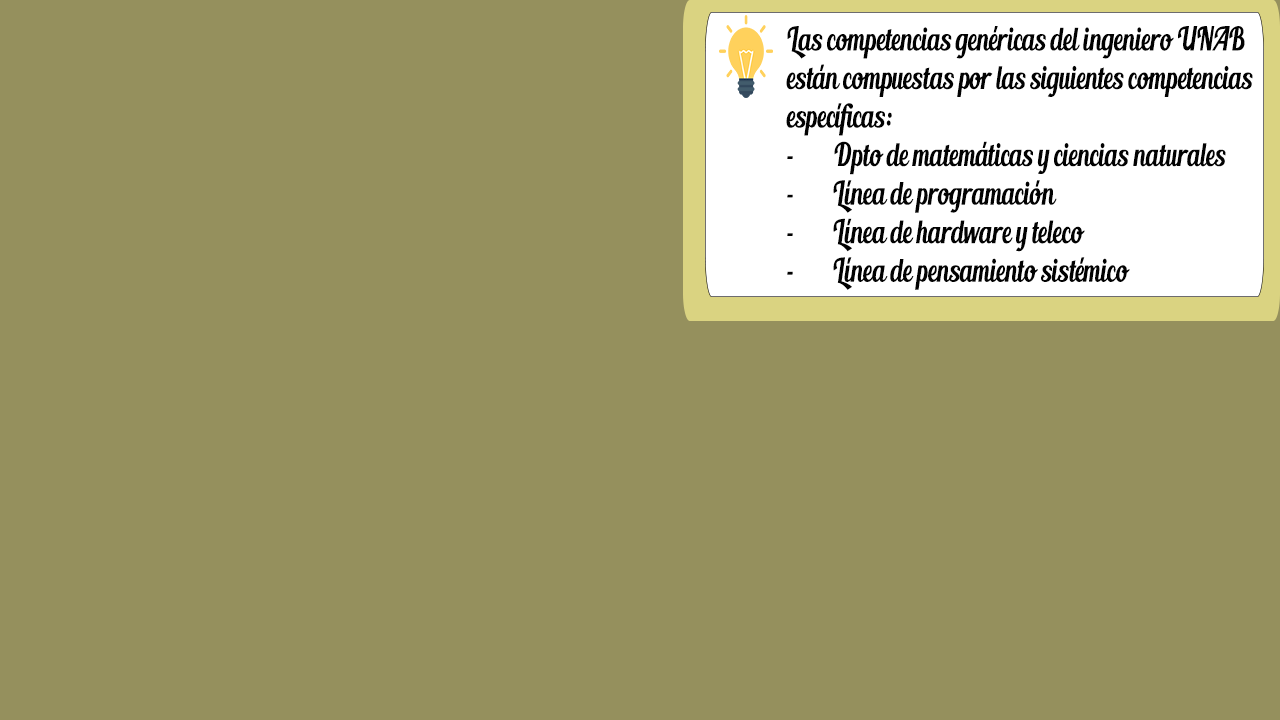 Las competencias genéricas del ingeniero UNAB
están compuestas por las siguientes competencias
específicas:
- Dpto de matemáticas y ciencias naturales
- Línea de programación
- Línea de hardware y teleco
- Línea de pensamiento sistémico